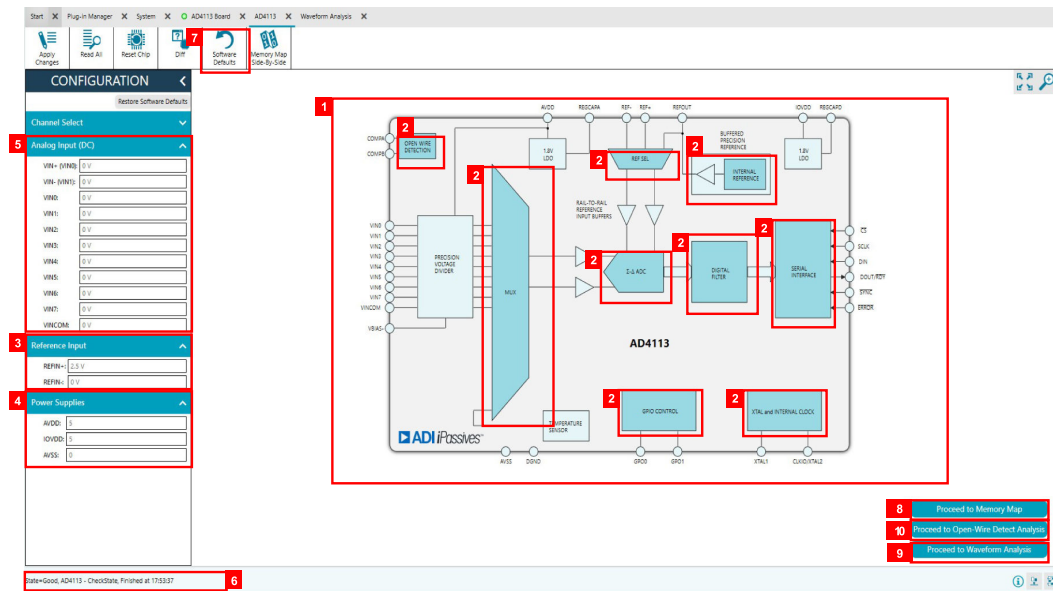 Start X Plug-in Manager X System X AD4113 Board X AD4113 X Waveform Analysis X
Apply Changes
Read All
Reset Chip
Diff
7
Software Defaults
Memory Map Side-By-Side
CONFIGURATION
Restore Software Defaults
Channel Select
5
Analog Input (DC)
VIN+ (VIN0): 0 V
VIN- (VIN1): 0 V
VIN0: 0 V
VIN1: 0 V
VIN2: 0 V
VIN3: 0 V
VIN4: 0 V
VIN5: 0 V
VIN6: 0 V
VIN7: 0 V
VINCOM: 0 V
3
Reference Input
REFIN+: 2.5 V
REFIN-: 0 V
4
Power Supplies
AVDD: 5
IOVDD: 5
AVSS: 0
1
AVDD REGCAPA REF- REF+ REFOUT IOVDD REGCAPD
COMPA
COMPB
2
OPEN WIRE
DETECTION
1.8V
LDO
2
REF SEL
BUFFERED
PRECISION
REFERENCE
2
INTERNAL
REFERENCE
1.8V
LDO
RAIL-TO-RAIL
REFERENCE
INPUT BUFFERS
VIN0
VIN1
VIN2
VIN3
VIN4
VIN5
VIN6
VIN7
VINCOM
VBIAS-
PRECISION
VOLTAGE
DIVIDER
2
MUX
2
Σ-Δ ADC
2
DIGITAL
FILTER
2
SERIAL
INTERFACE
CS
SCLK
DIN
DOUT/RDY
SYNC
ERROR
AD4113
2
GPIO CONTROL
2
XTAL and INTERNAL CLOCK
TEMPERATURE
SENSOR
ADI iPassives™
AVSS DGND GPO0 GPO1 XTAL1 CLKIO/XTAL2
8
Proceed to Memory Map
10
Proceed to Open-Wire Detect Analysis
9
Proceed to Waveform Analysis
State=Good, AD4113 - CheckState, Finished at 17:53:37
6